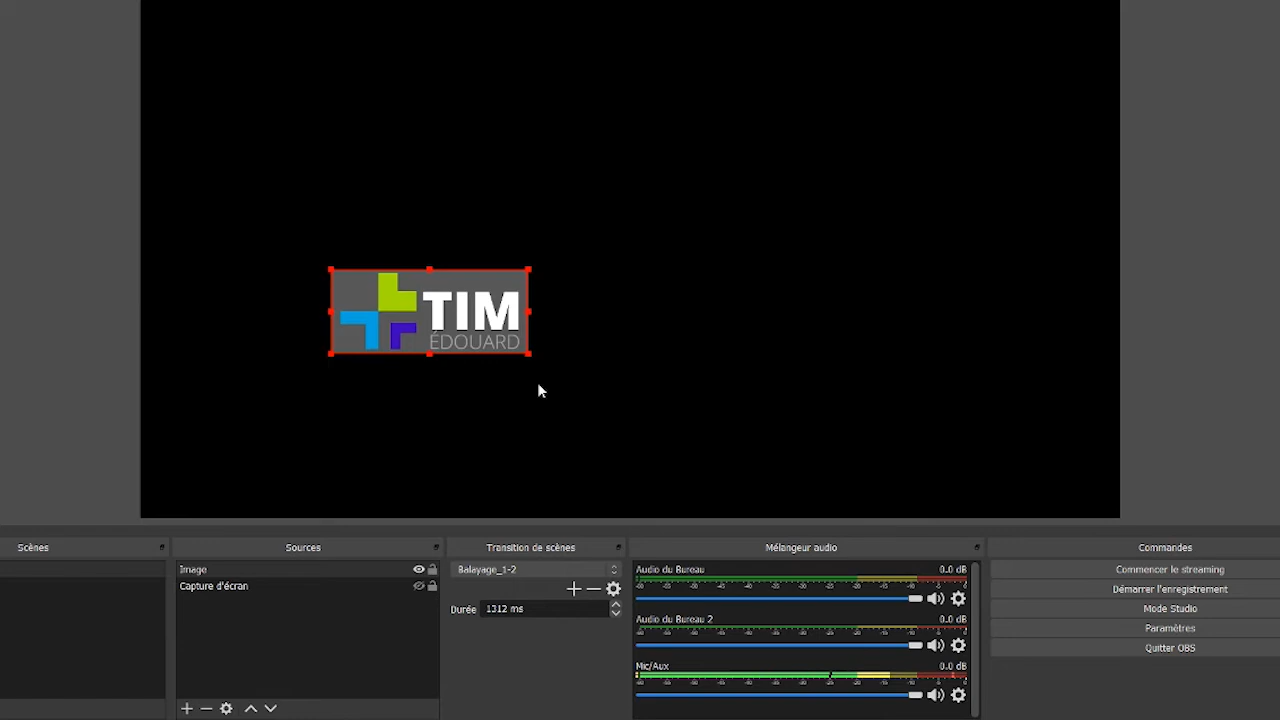 TIM
ÉDOUARD
Scènes
Sources
Transition de scènes
Mélangeur audio
Commandes
Image
Capture d'écran
Balayage_1-2
Durée 1312 ms
Audio du Bureau 0.0 dB
Audio du Bureau 2 0.0 dB
Mic/Aux 0.0 dB
Commencer le streaming
Démarrer l'enregistrement
Mode Studio
Paramètres
Quitter OBS